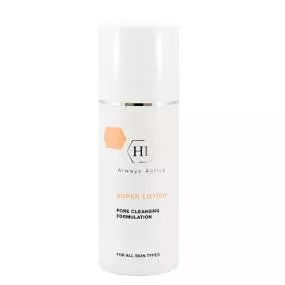 HL
Always Active
SUPER LOTION
PORE CLEANSING
FORMULATION
FOR ALL SKIN TYPES